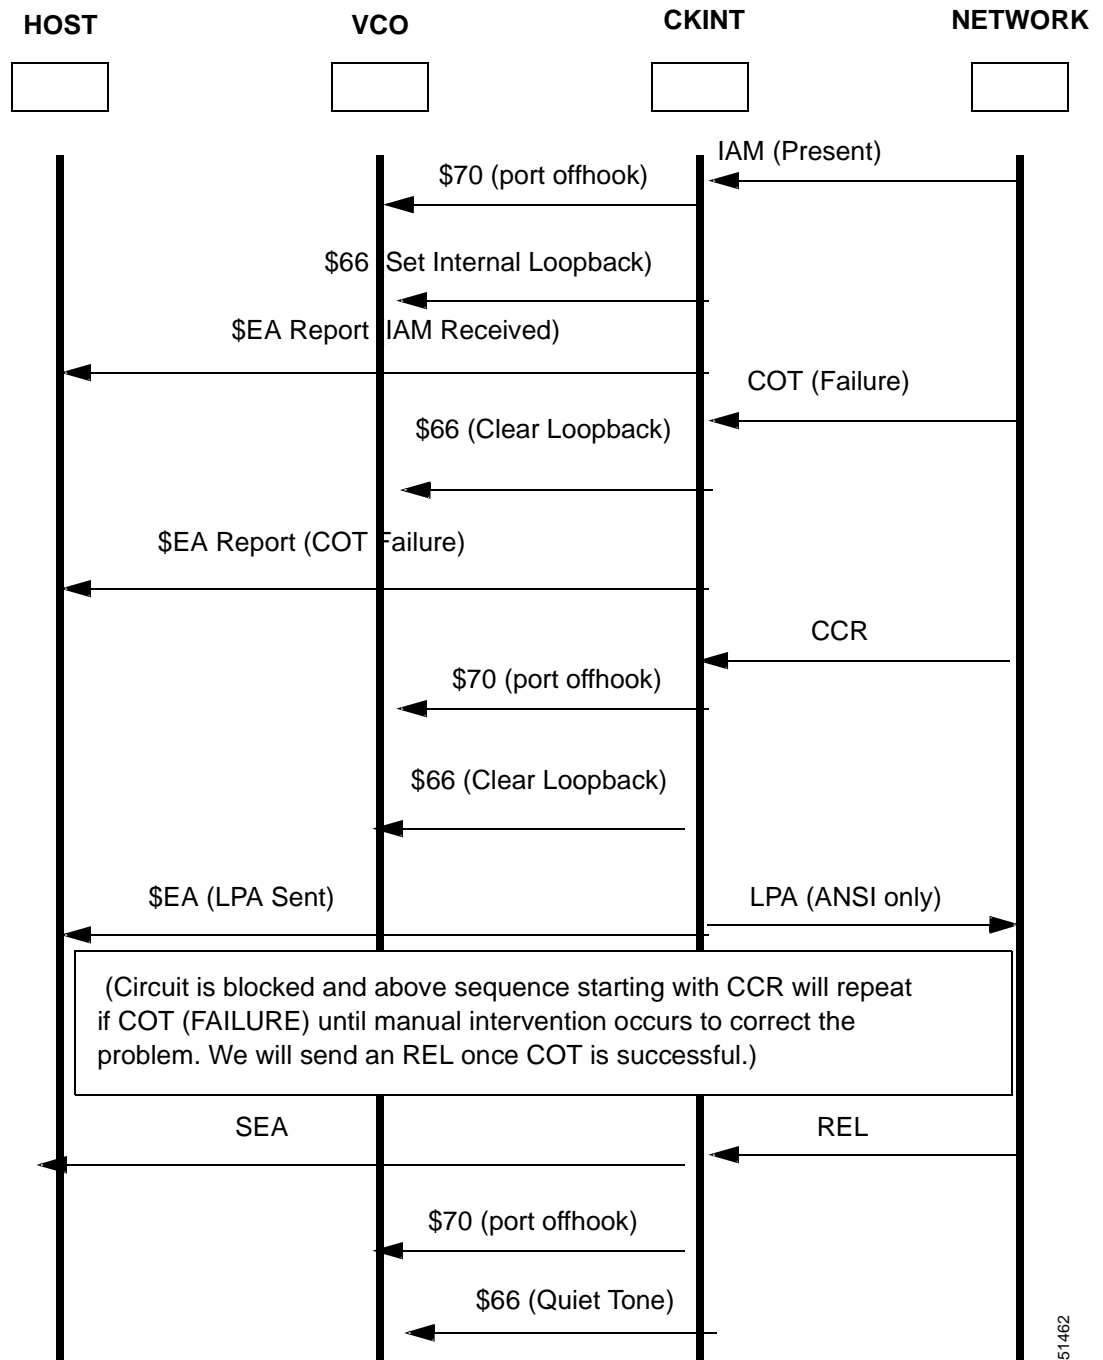 HOST
VCO
CKINT
NETWORK
IAM (Present)
$70 (port offhook)
$66 (Set Internal Loopback)
$EA Report (IAM Received)
COT (Failure)
$66 (Clear Loopback)
$EA Report (COT Failure)
CCR
$70 (port offhook)
$66 (Clear Loopback)
$EA (LPA Sent)
LPA (ANSI only)
(Circuit is blocked and above sequence starting with CCR will repeat
if COT (FAILURE) until manual intervention occurs to correct the
problem. We will send an REL once COT is successful.)
SEA
REL
$70 (port offhook)
$66 (Quiet Tone)
51462